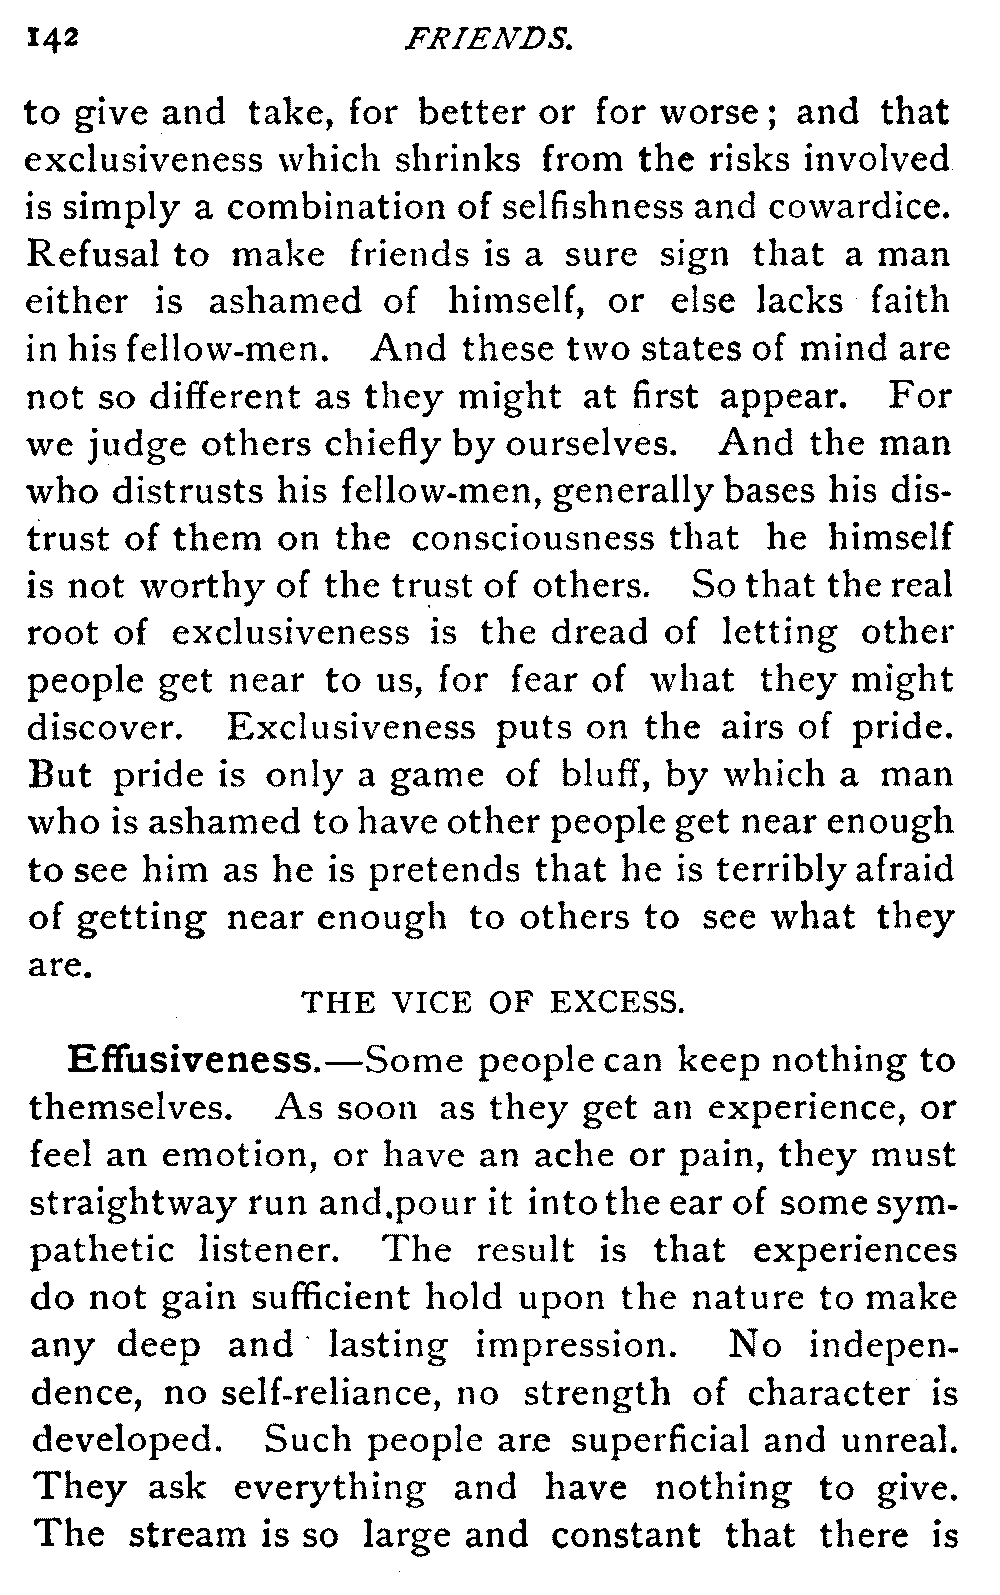 142 FRIENDS.
to give and take, for better or for worse; and that
exclusiveness which shrinks from the risks involved
is simply a combination of selfishness and cowardice.
Refusal to make friends is a sure sign that a man
either is ashamed of himself, or else lacks faith
in his fellow-men. And these two states of mind are
not so different as they might at first appear. For
we judge others chiefly by ourselves. And the man
who distrusts his fellow-men, generally bases his dis-
trust of them on the consciousness that he himself
is not worthy of the trust of others. So that the real
root of exclusiveness is the dread of letting other
people get near to us, for fear of what they might
discover. Exclusiveness puts on the airs of pride.
But pride is only a game of bluff, by which a man
who is ashamed to have other people get near enough
to see him as he is pretends that he is terribly afraid
of getting near enough to others to see what they
are.
THE VICE OF EXCESS.
Effusiveness.—Some people can keep nothing to
themselves. As soon as they get an experience, or
feel an emotion, or have an ache or pain, they must
straightway run and pour it into the ear of some sym-
pathetic listener. The result is that experiences
do not gain sufficient hold upon the nature to make
any deep and lasting impression. No indepen-
dence, no self-reliance, no strength of character is
developed. Such people are superficial and unreal.
They ask everything and have nothing to give.
The stream is so large and constant that there is